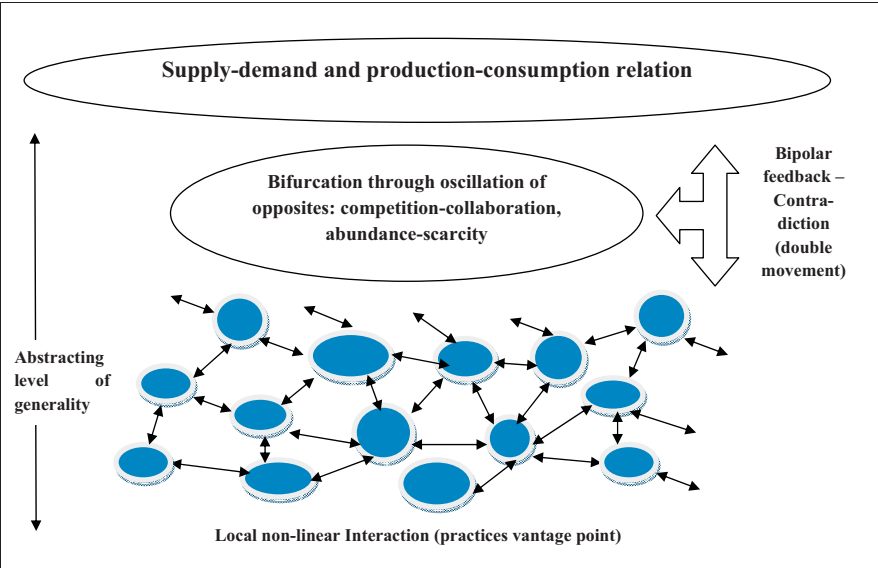 Supply-demand and production-consumption relation
Bifurcation through oscillation of
opposites: competition-collaboration,
abundance-scarcity
Bipolar
feedback –
Contra-
diction
(double
movement)
Abstracting
level of
generality
Local non-linear Interaction (practices vantage point)